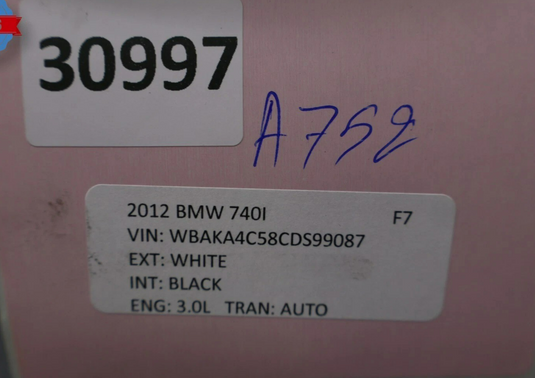 30997
A752
2012 BMW 740I F7
VIN: WBAKA4C58CDS99087
EXT: WHITE
INT: BLACK
ENG: 3.0L TRAN: AUTO